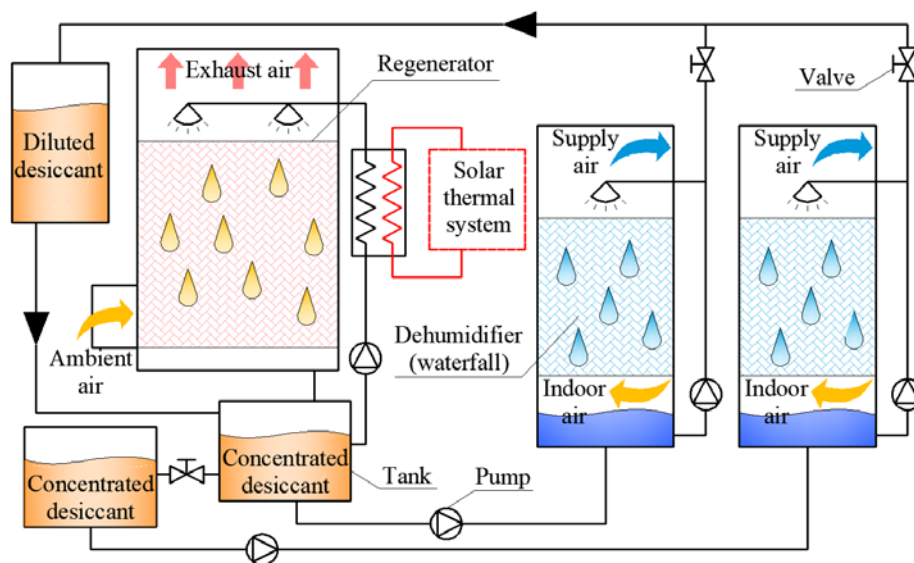 Exhaust air
Regenerator
Valve
Diluted
desiccant
Supply
air
Supply
air
Solar
thermal
system
Ambient
air
Dehumidifier
(waterfall)
Indoor
air
Indoor
air
Concentrated
desiccant
Concentrated
desiccant
Tank
Pump